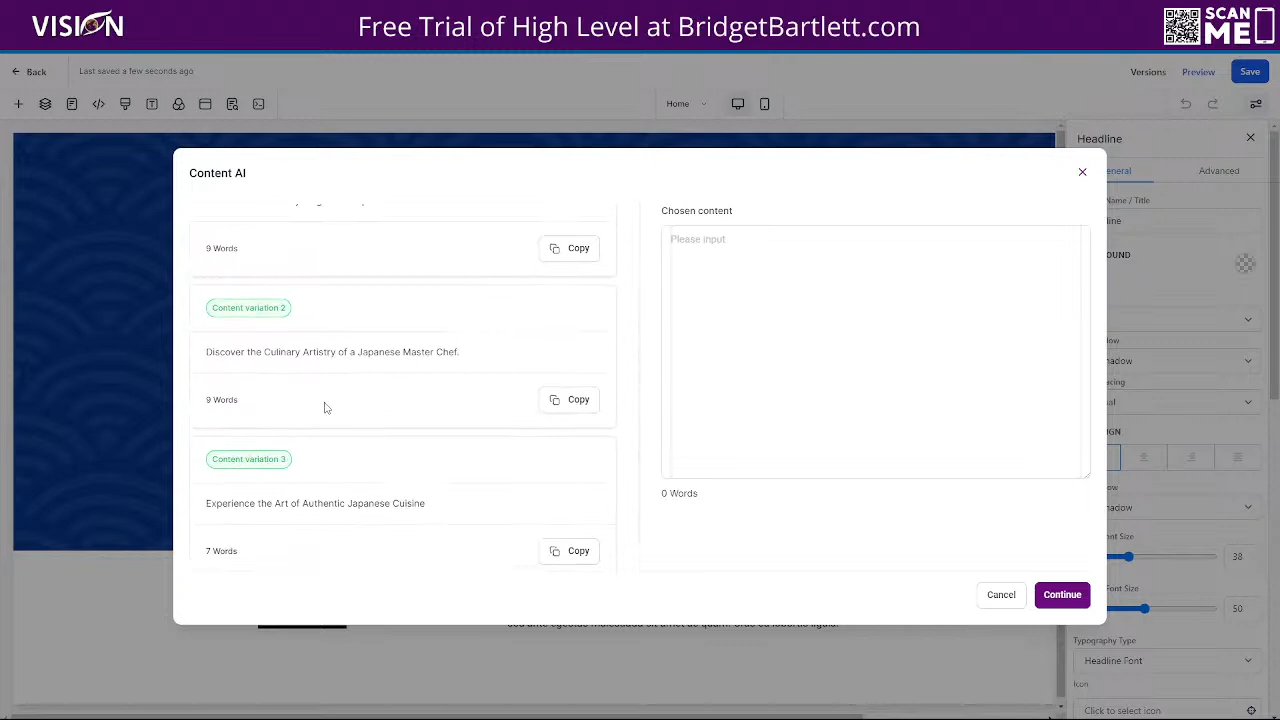 VISION
Free Trial of High Level at BridgetBartlett.com
SCAN
ME
Back
Last saved a few seconds ago
Versions
Preview
Save
Home
Headline
Advanced
Content AI
Chosen content
Please input
9 Words
Copy
Content variation 2
Discover the Culinary Artistry of a Japanese Master Chef.
9 Words
Copy
Content variation 3
Experience the Art of Authentic Japanese Cuisine
7 Words
Copy
0 Words
Cancel
Continue
Name / Title
38
50
Typography Type
Headline Font
Icon
Click to select icon